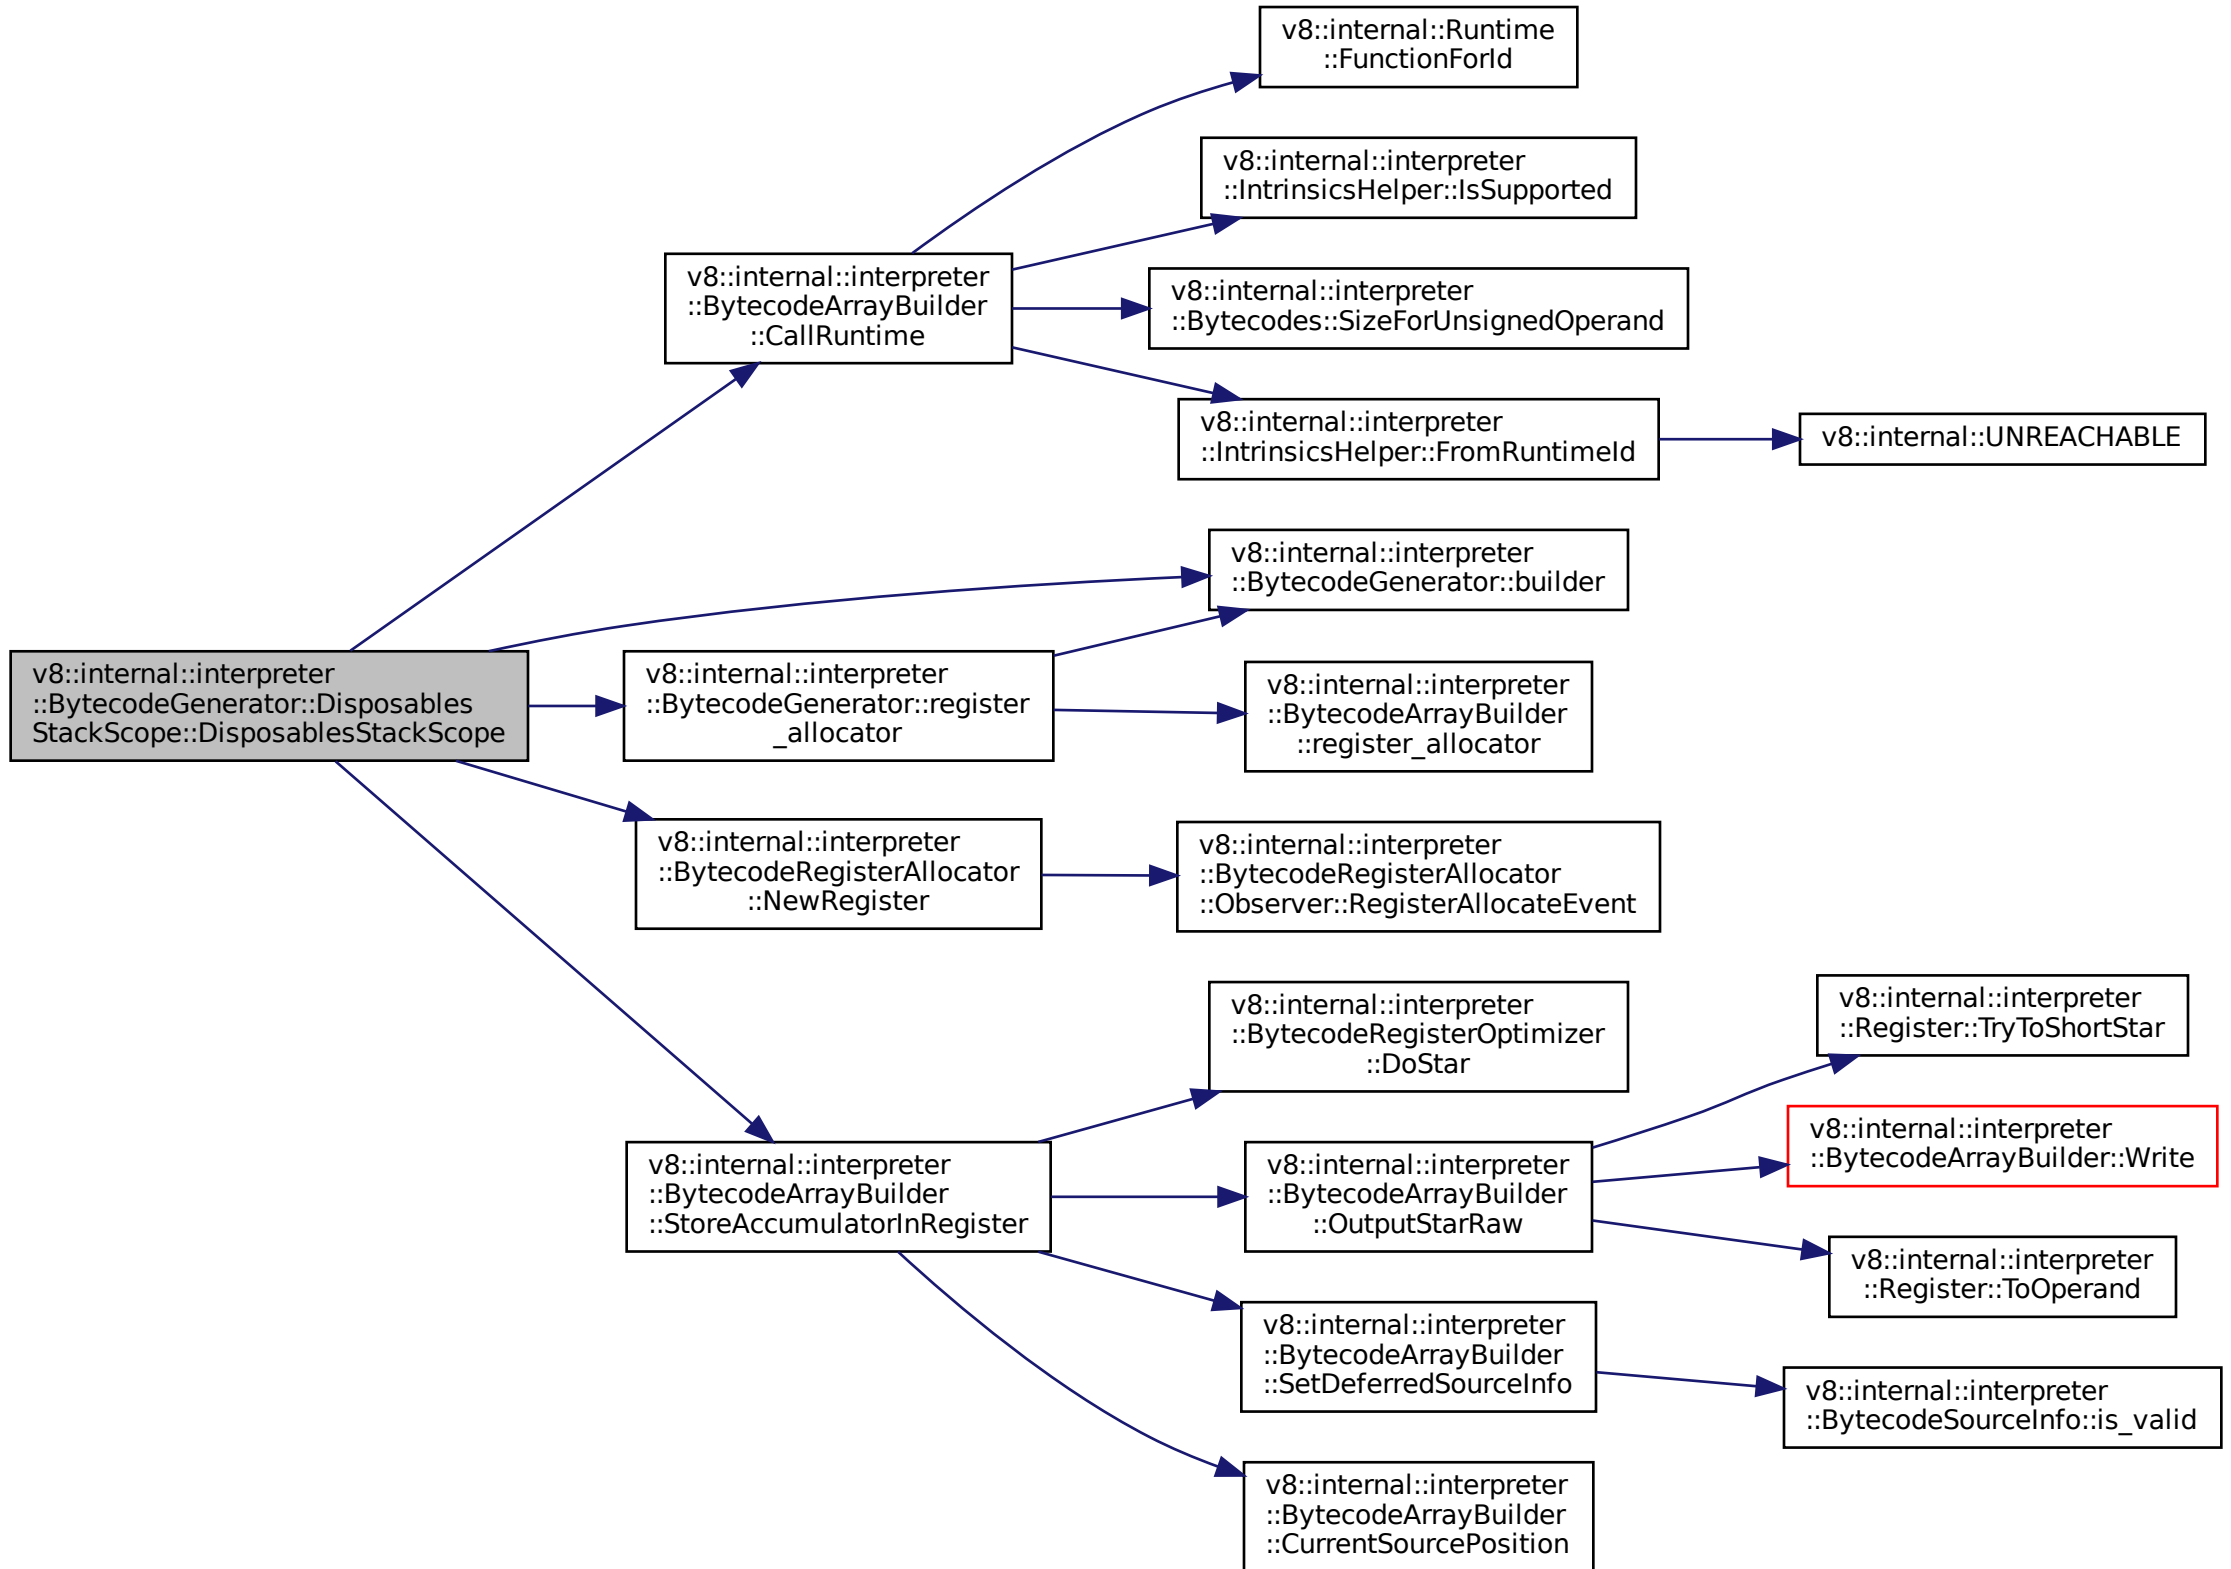 v8::internal::Runtime
::FunctionForId
v8::internal::interpreter
::IntrinsicsHelper::IsSupported
v8::internal::interpreter
::BytecodeArrayBuilder
::CallRuntime
v8::internal::interpreter
::Bytecodes::SizeForUnsignedOperand
v8::internal::interpreter
::IntrinsicsHelper::FromRuntimeId
v8::internal::UNREACHABLE
v8::internal::interpreter
::BytecodeGenerator::builder
v8::internal::interpreter
::BytecodeGenerator::Disposables
StackScope::DisposablesStackScope
v8::internal::interpreter
::BytecodeGenerator::register
_allocator
v8::internal::interpreter
::BytecodeArrayBuilder
::register_allocator
v8::internal::interpreter
::BytecodeRegisterAllocator
::NewRegister
v8::internal::interpreter
::BytecodeRegisterAllocator
::Observer::RegisterAllocateEvent
v8::internal::interpreter
::BytecodeRegisterOptimizer
::DoStar
v8::internal::interpreter
::Register::TryToShortStar
v8::internal::interpreter
::BytecodeArrayBuilder::Write
v8::internal::interpreter
::BytecodeArrayBuilder
::StoreAccumulatorInRegister
v8::internal::interpreter
::BytecodeArrayBuilder
::OutputStarRaw
v8::internal::interpreter
::Register::ToOperand
v8::internal::interpreter
::BytecodeArrayBuilder
::SetDeferredSourceInfo
v8::internal::interpreter
::BytecodeSourceInfo::is_valid
v8::internal::interpreter
::BytecodeArrayBuilder
::CurrentSourcePosition